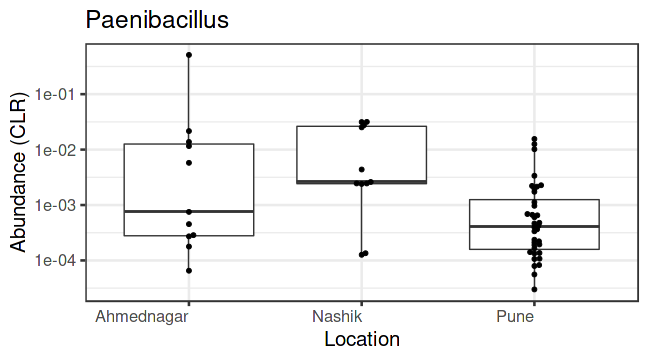 Paenibacillus
Abundance (CLR)
1e-01
1e-02
1e-03
1e-04
Ahmednagar
Nashik
Pune
Location